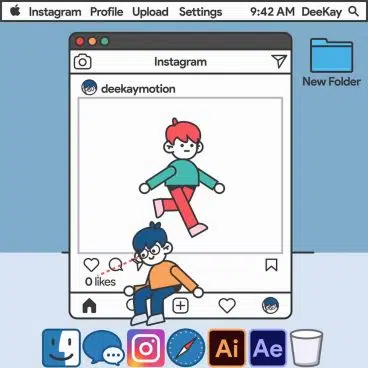 Instagram Profile Upload Settings 9:42 AM DeeKay
Instagram
New Folder
deekaymotion
0 likes
Ai Ae